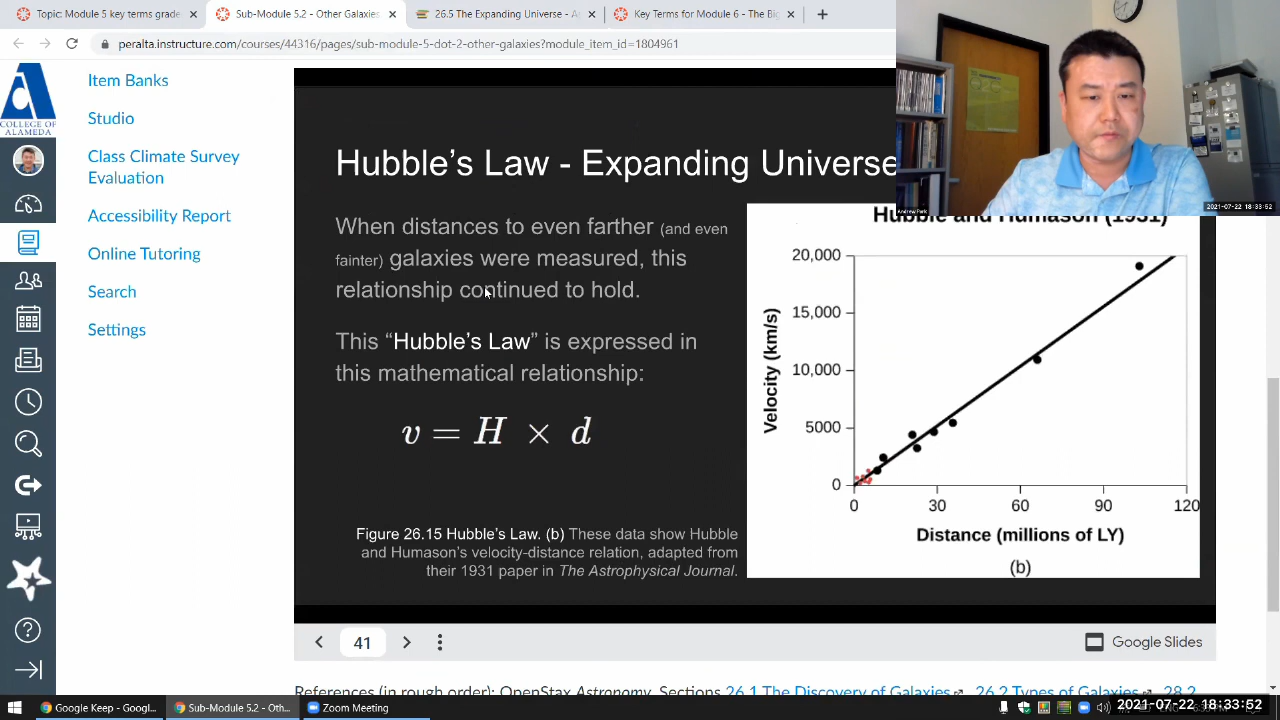 Topic: Module 5 key terms grade
Sub-Module 5.2 - Other Galaxies
26.5 The Expanding Universe -
Key Terms for Module 6 - The Big
peralta.instructure.com/courses/44316/pages/sub-module-5-dot-2-other-galaxies?module_item_id=1804961
COLLEGE OF
ALAMEDA
Item Banks
Studio
Class Climate Survey
Evaluation
Accessibility Report
Online Tutoring
Search
Settings
Hubble's Law - Expanding Universe
When distances to even farther (and even
fainter) galaxies were measured, this
relationship continued to hold.
This “Hubble's Law” is expressed in
this mathematical relationship:
v = H × d
Figure 26.15 Hubble's Law. (b) These data show Hubble
and Humason's velocity-distance relation, adapted from
their 1931 paper in The Astrophysical Journal.
Hubble and Humason (1931)
Velocity (km/s)
20,000
15,000
10,000
5000
0
0 30 60 90 120
Distance (millions of LY)
(b)
Andrew Park
2021-07-22 18:33:52
41
Google Slides
References (in rough order): OpenStax Astronomy, Sections 26.1 The Discovery of Galaxies, 26.2 Types of Galaxies, 28.2
Google Keep - Googl...
Sub-Module 5.2 - Oth...
Zoom Meeting
2021-07-22 18:33:52